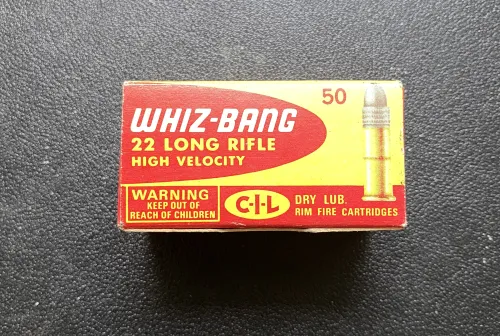 50
WHIZ-BANG
22 LONG RIFLE
HIGH VELOCITY
WARNING
KEEP OUT OF
REACH OF CHILDREN
C-I-L
DRY LUB.
RIM FIRE CARTRIDGES